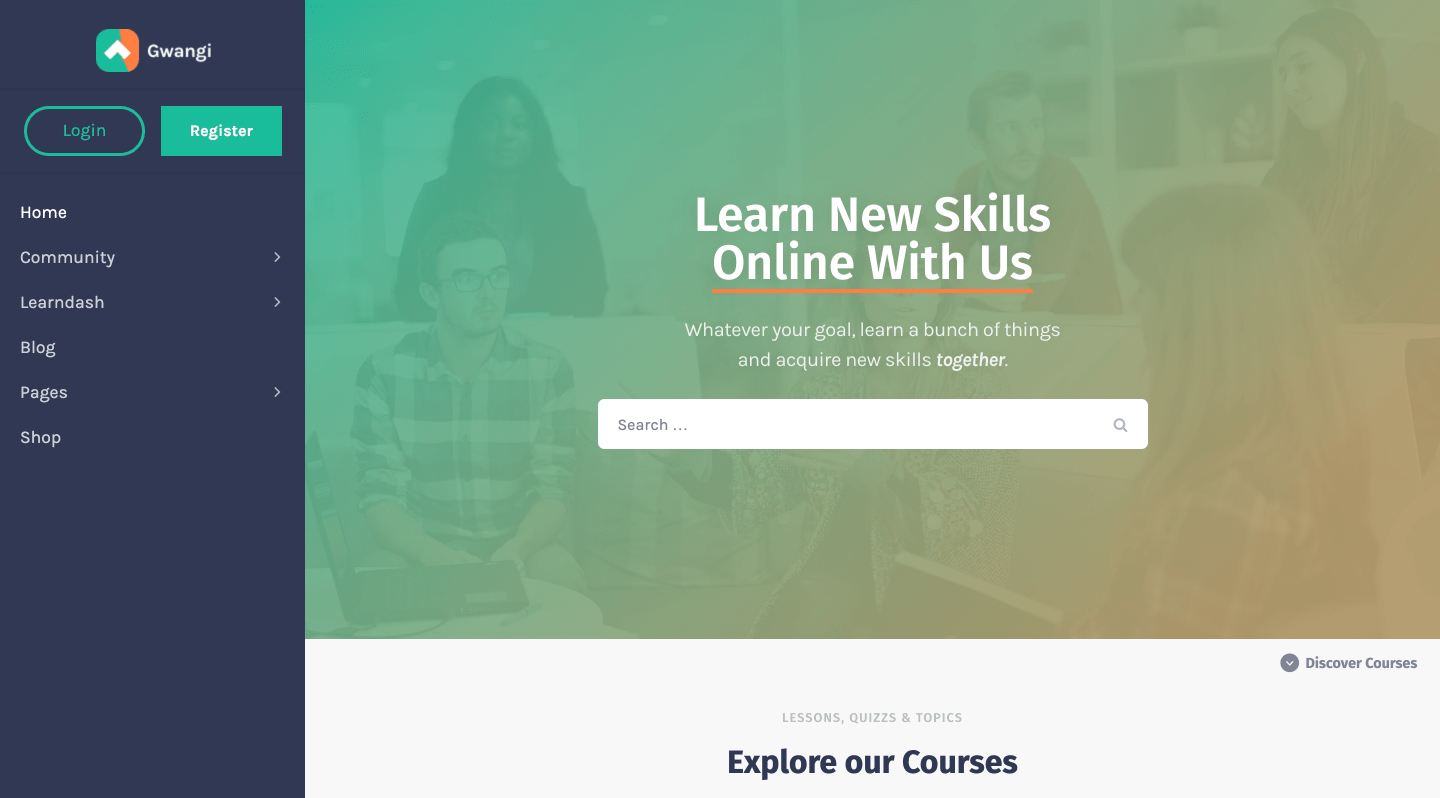 Gwangi
Login
Register
Home
Community
Learndash
Blog
Pages
Shop
Learn New Skills
Online With Us
Whatever your goal, learn a bunch of things
and acquire new skills together.
Search …
Discover Courses
LESSONS, QUIZZS & TOPICS
Explore our Courses